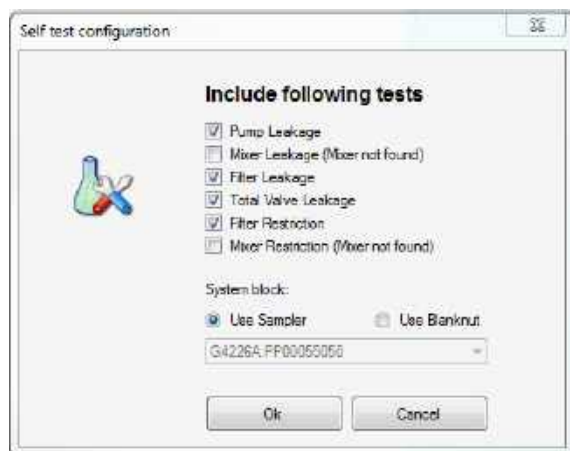 Self test configuration
Include following tests
Pump Leakage
Mixer Leakage (Mixer not found)
Filter Leakage
Total Valve Leakage
Filter Restriction
Mixer Restriction (Mixer not found)
System block:
Use Sampler
Use Blanknut
G4226A:PP00055056
Ok
Cancel